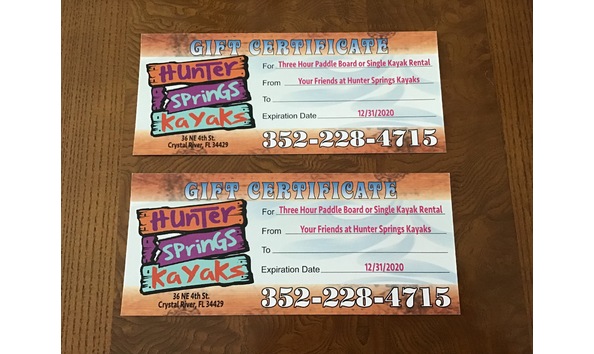 GIFT CERTIFICATE
Hunter
Springs
Kayaks
36 NE 4th St.
Crystal River, FL 34429
For Three Hour Paddle Board or Single Kayak Rental
From Your Friends at Hunter Springs Kayaks
To
Expiration Date 12/31/2020
352-228-4715
GIFT CERTIFICATE
Hunter
Springs
Kayaks
36 NE 4th St.
Crystal River, FL 34429
For Three Hour Paddle Board or Single Kayak Rental
From Your Friends at Hunter Springs Kayaks
To
Expiration Date 12/31/2020
352-228-4715